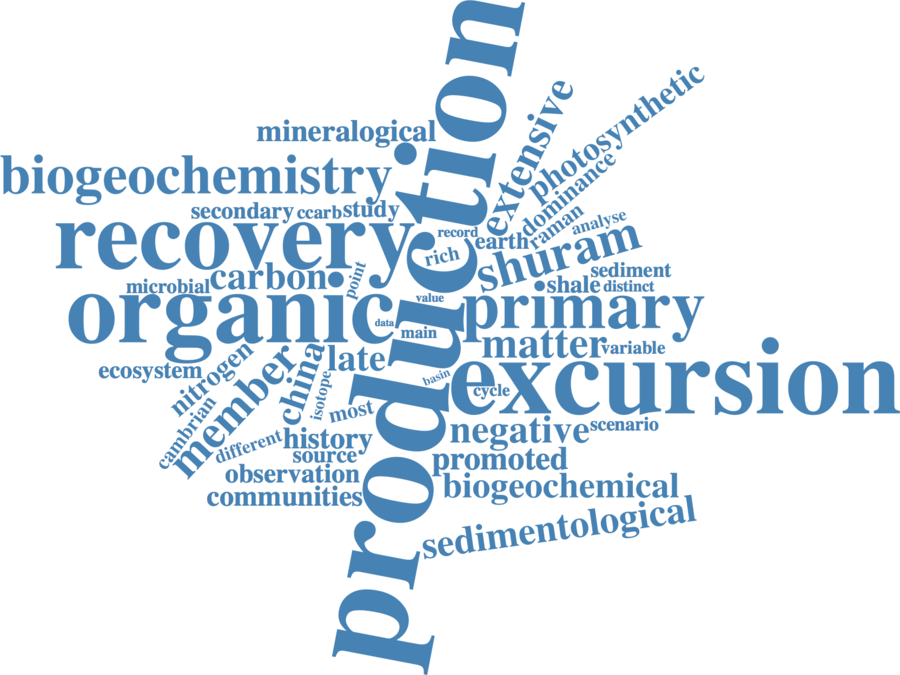 production
photosynthetic
extensive
mineralogical
dominance
biogeochemistry
secondary
ccarb
study
raman
analyse
record
earth
recovery
rich
shuram
carbon
point
sediment
microbial
shale
distinct
organic
value
primary
data
main
matter
variable
late
ecosystem
nitrogen
member
china
isotope
basin
cycle
excursion
cambrian
most
different
history
negative
scenario
source
promoted
observation
biogeochemical
communities
sedimentological